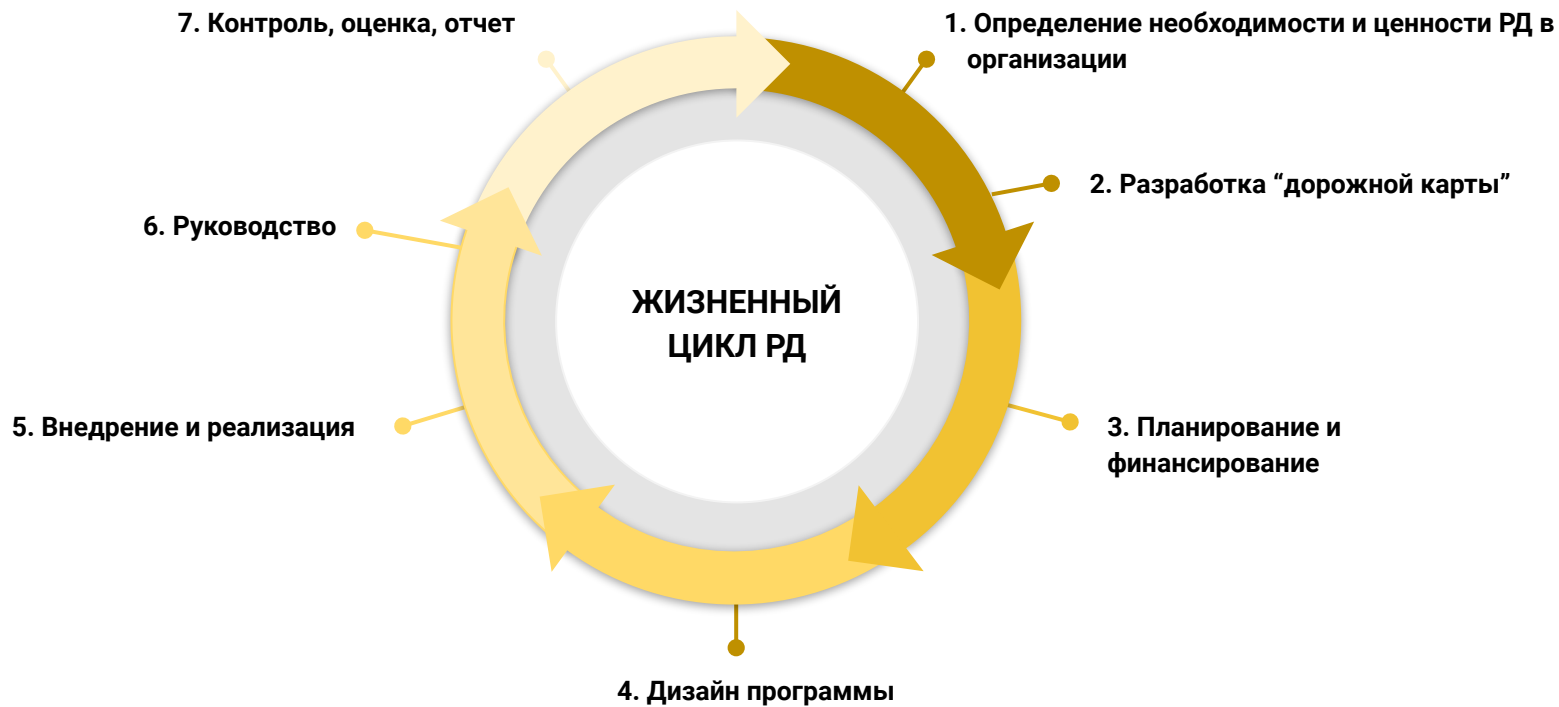 7. Контроль, оценка, отчет
1. Определение необходимости и ценности РД в
организации
2. Разработка “дорожной карты”
6. Руководство
ЖИЗНЕННЫЙ
ЦИКЛ РД
5. Внедрение и реализация
3. Планирование и
финансирование
4. Дизайн программы